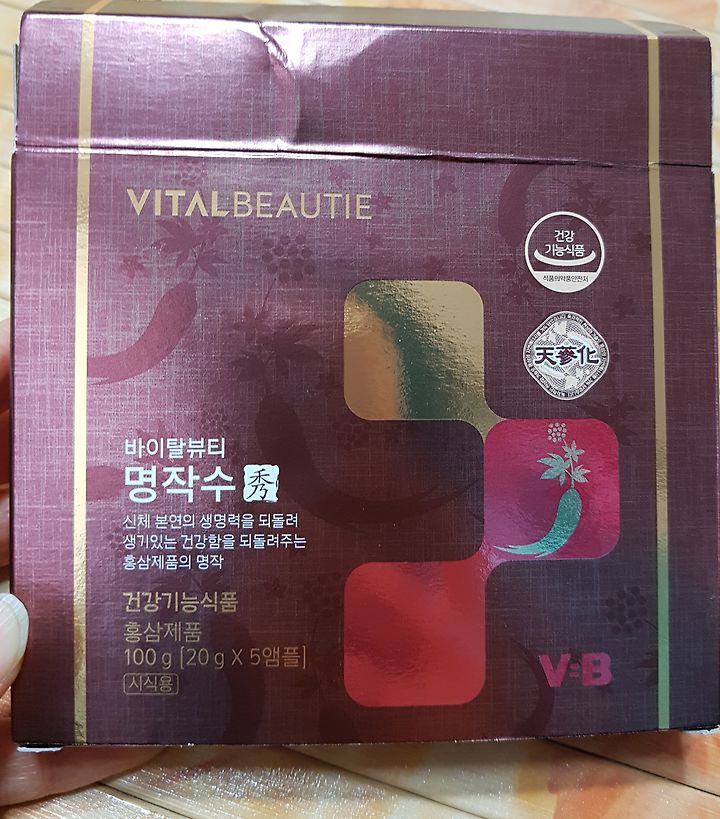 VITALBEAUTIE
건강
기능식품
식품의약품안전처
天蔘化
바이탈뷰티
명작수 秀
신체 본연의 생명력을 되돌려
생기있는 건강함을 되돌려주는
홍삼제품의 명작
건강기능식품
홍삼제품
100 g [20 g X 5앰플]
시식용
V=B